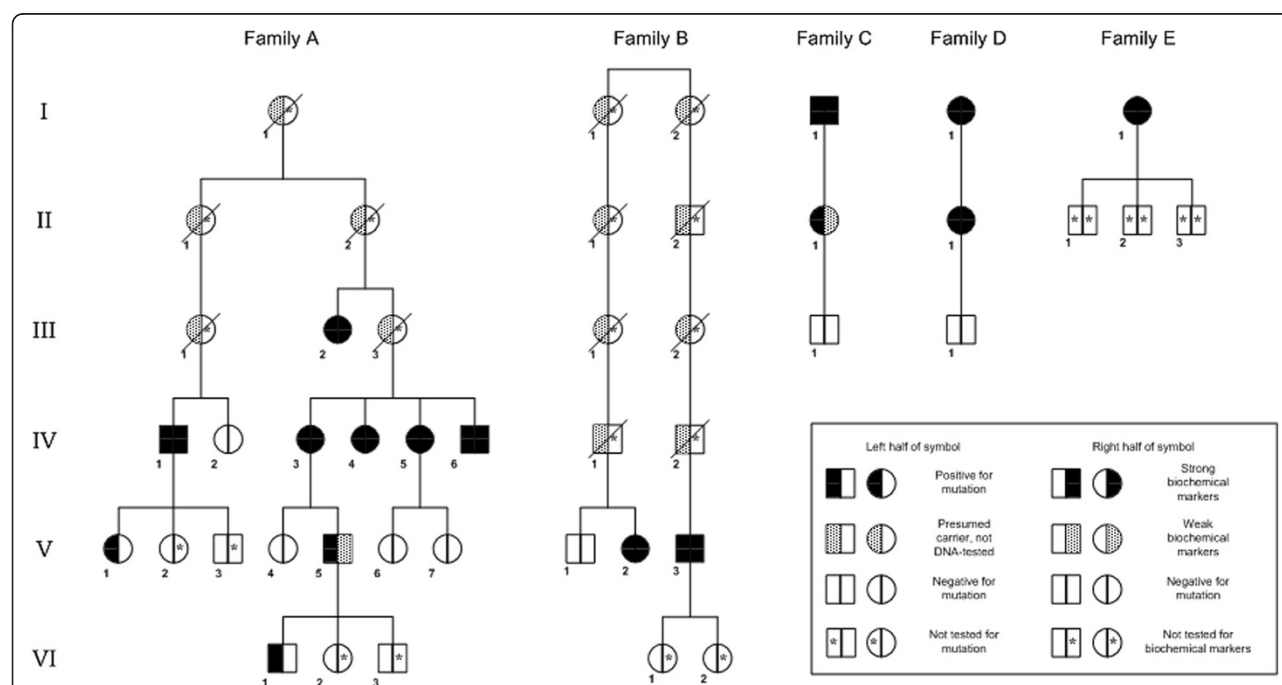 Family A Family B Family C Family D Family E
I * * *
1 1 2 1 1 1
II * * * * * * * * * *
1 2 1 2 1 1 1 2 3
III * * * *
1 2 3 1 2 1 1
IV * *
1 2 3 4 5 6 1 2
V * *
1 2 3 4 5 6 7 1 2 3
VI * * * *
1 2 3 1 2
Left half of symbol
Positive for
mutation
Presumed
carrier, not
DNA-tested
Negative for
mutation
* * Not tested for
mutation
Right half of symbol
Strong
biochemical
markers
Weak
biochemical
markers
Negative for
mutation
* * Not tested for
biochemical markers